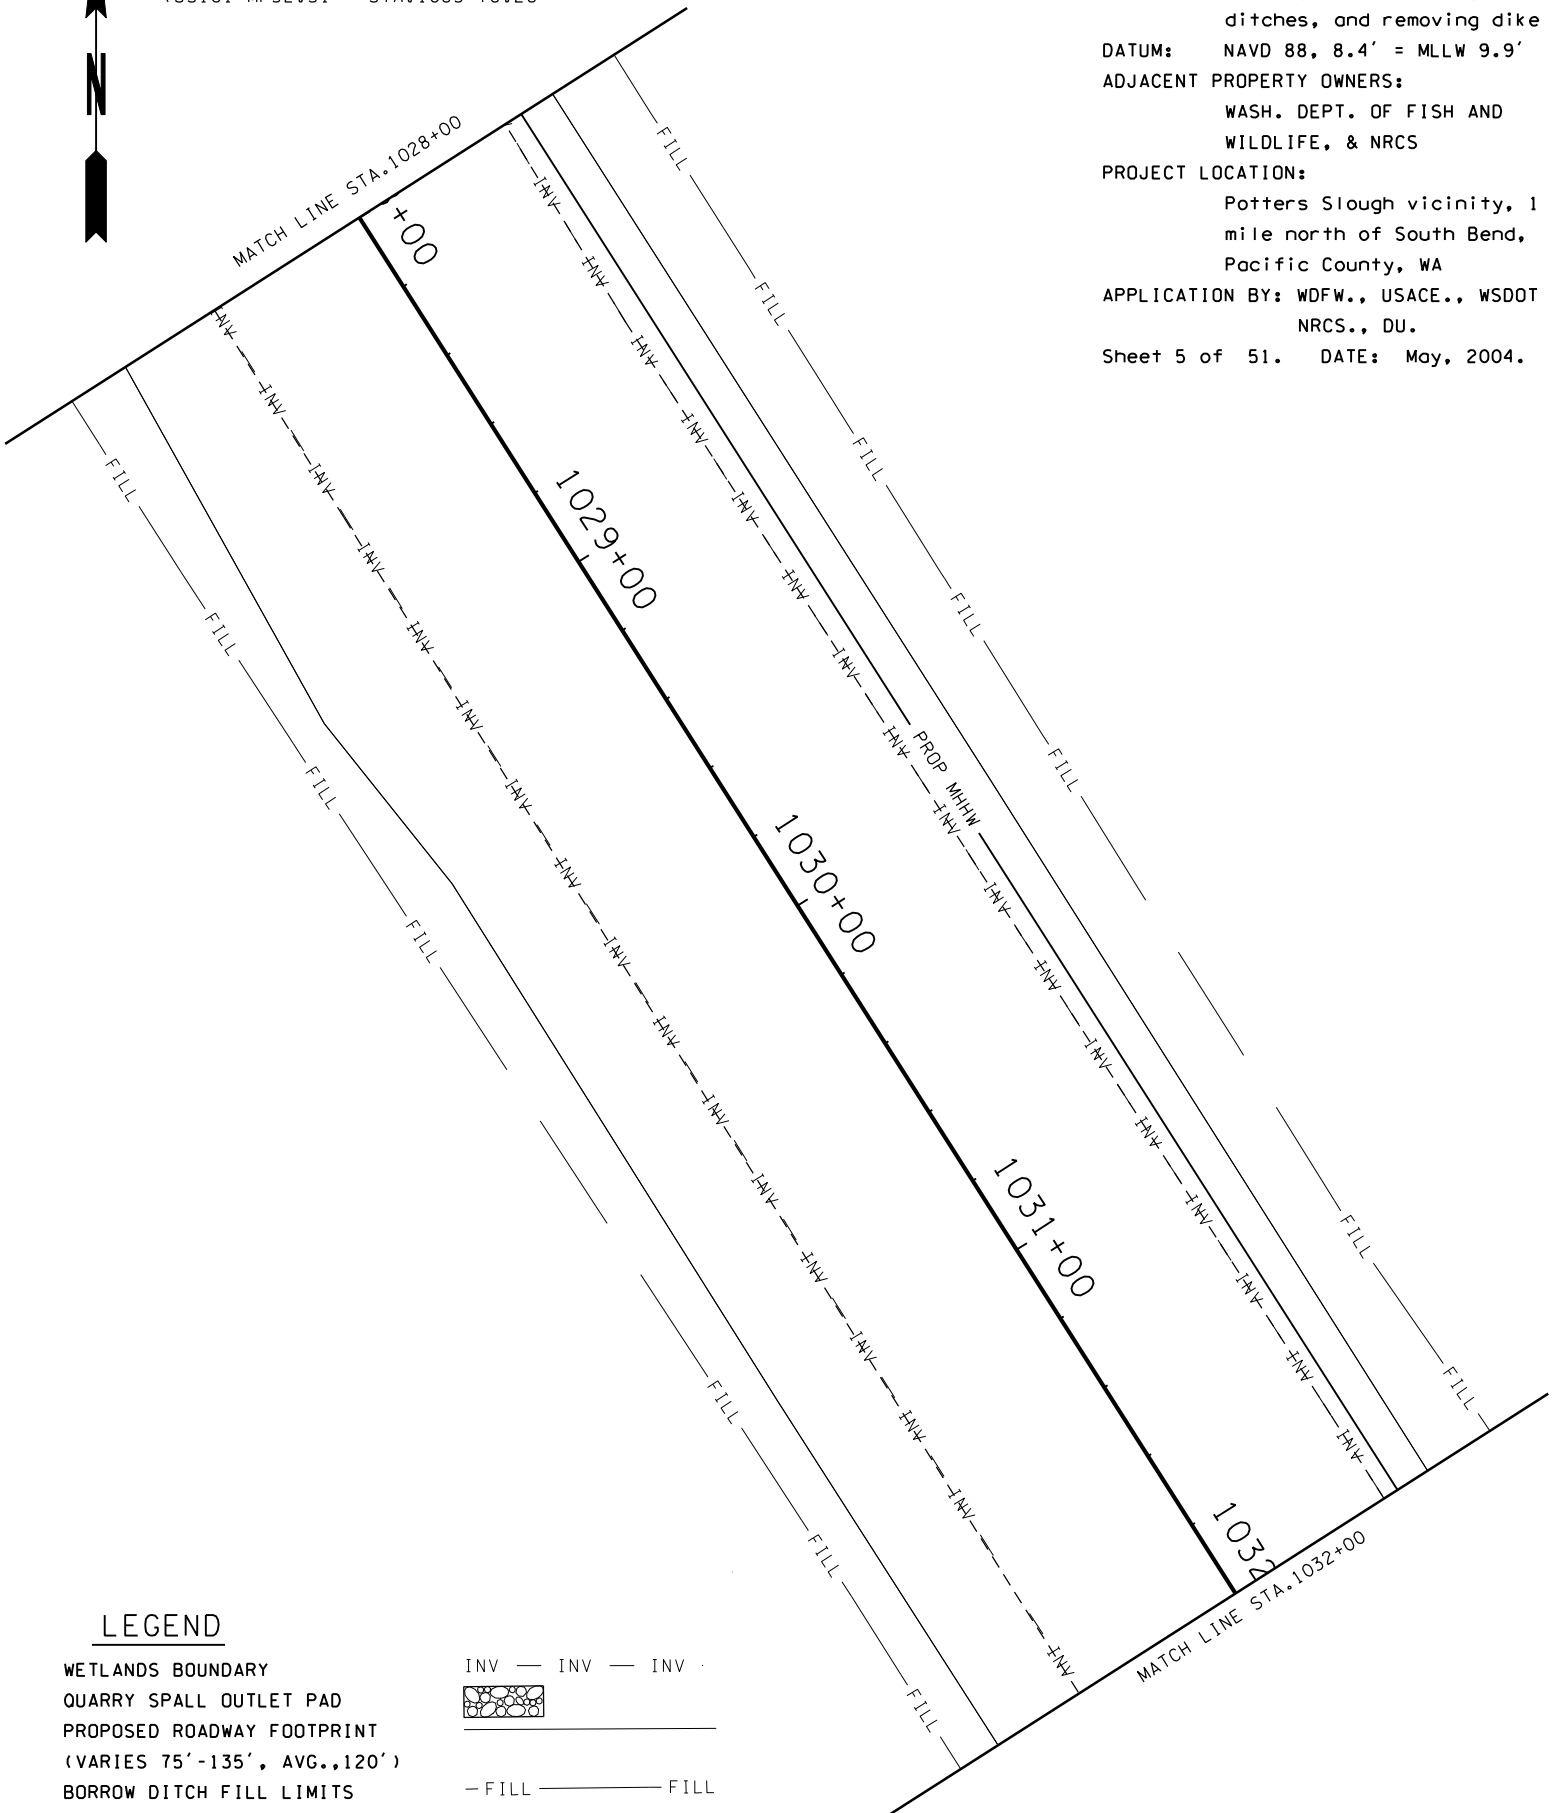 ditches, and removing dike
DATUM: NAVD 88, 8.4' = MLLW 9.9'
ADJACENT PROPERTY OWNERS:
WASH. DEPT. OF FISH AND
WILDLIFE, & NRCS
PROJECT LOCATION:
Potters Slough vicinity, 1
mile north of South Bend,
Pacific County, WA
APPLICATION BY: WDFW., USACE., WSDOT
NRCS., DU.
Sheet 5 of 51. DATE: May, 2004.
N
MATCH LINE STA.1028+00
+00
1029+00
1030+00
1031+00
1032
PROP MHHW
MATCH LINE STA.1032+00
FILL
FILL
FILL
FILL
FILL
FILL
FILL
FILL
FILL
FILL
FILL
FILL
FILL
FILL
LEGEND
WETLANDS BOUNDARY INV — INV — INV
QUARRY SPALL OUTLET PAD
PROPOSED ROADWAY FOOTPRINT
(VARIES 75'-135', AVG.,120')
BORROW DITCH FILL LIMITS — FILL ——— FILL